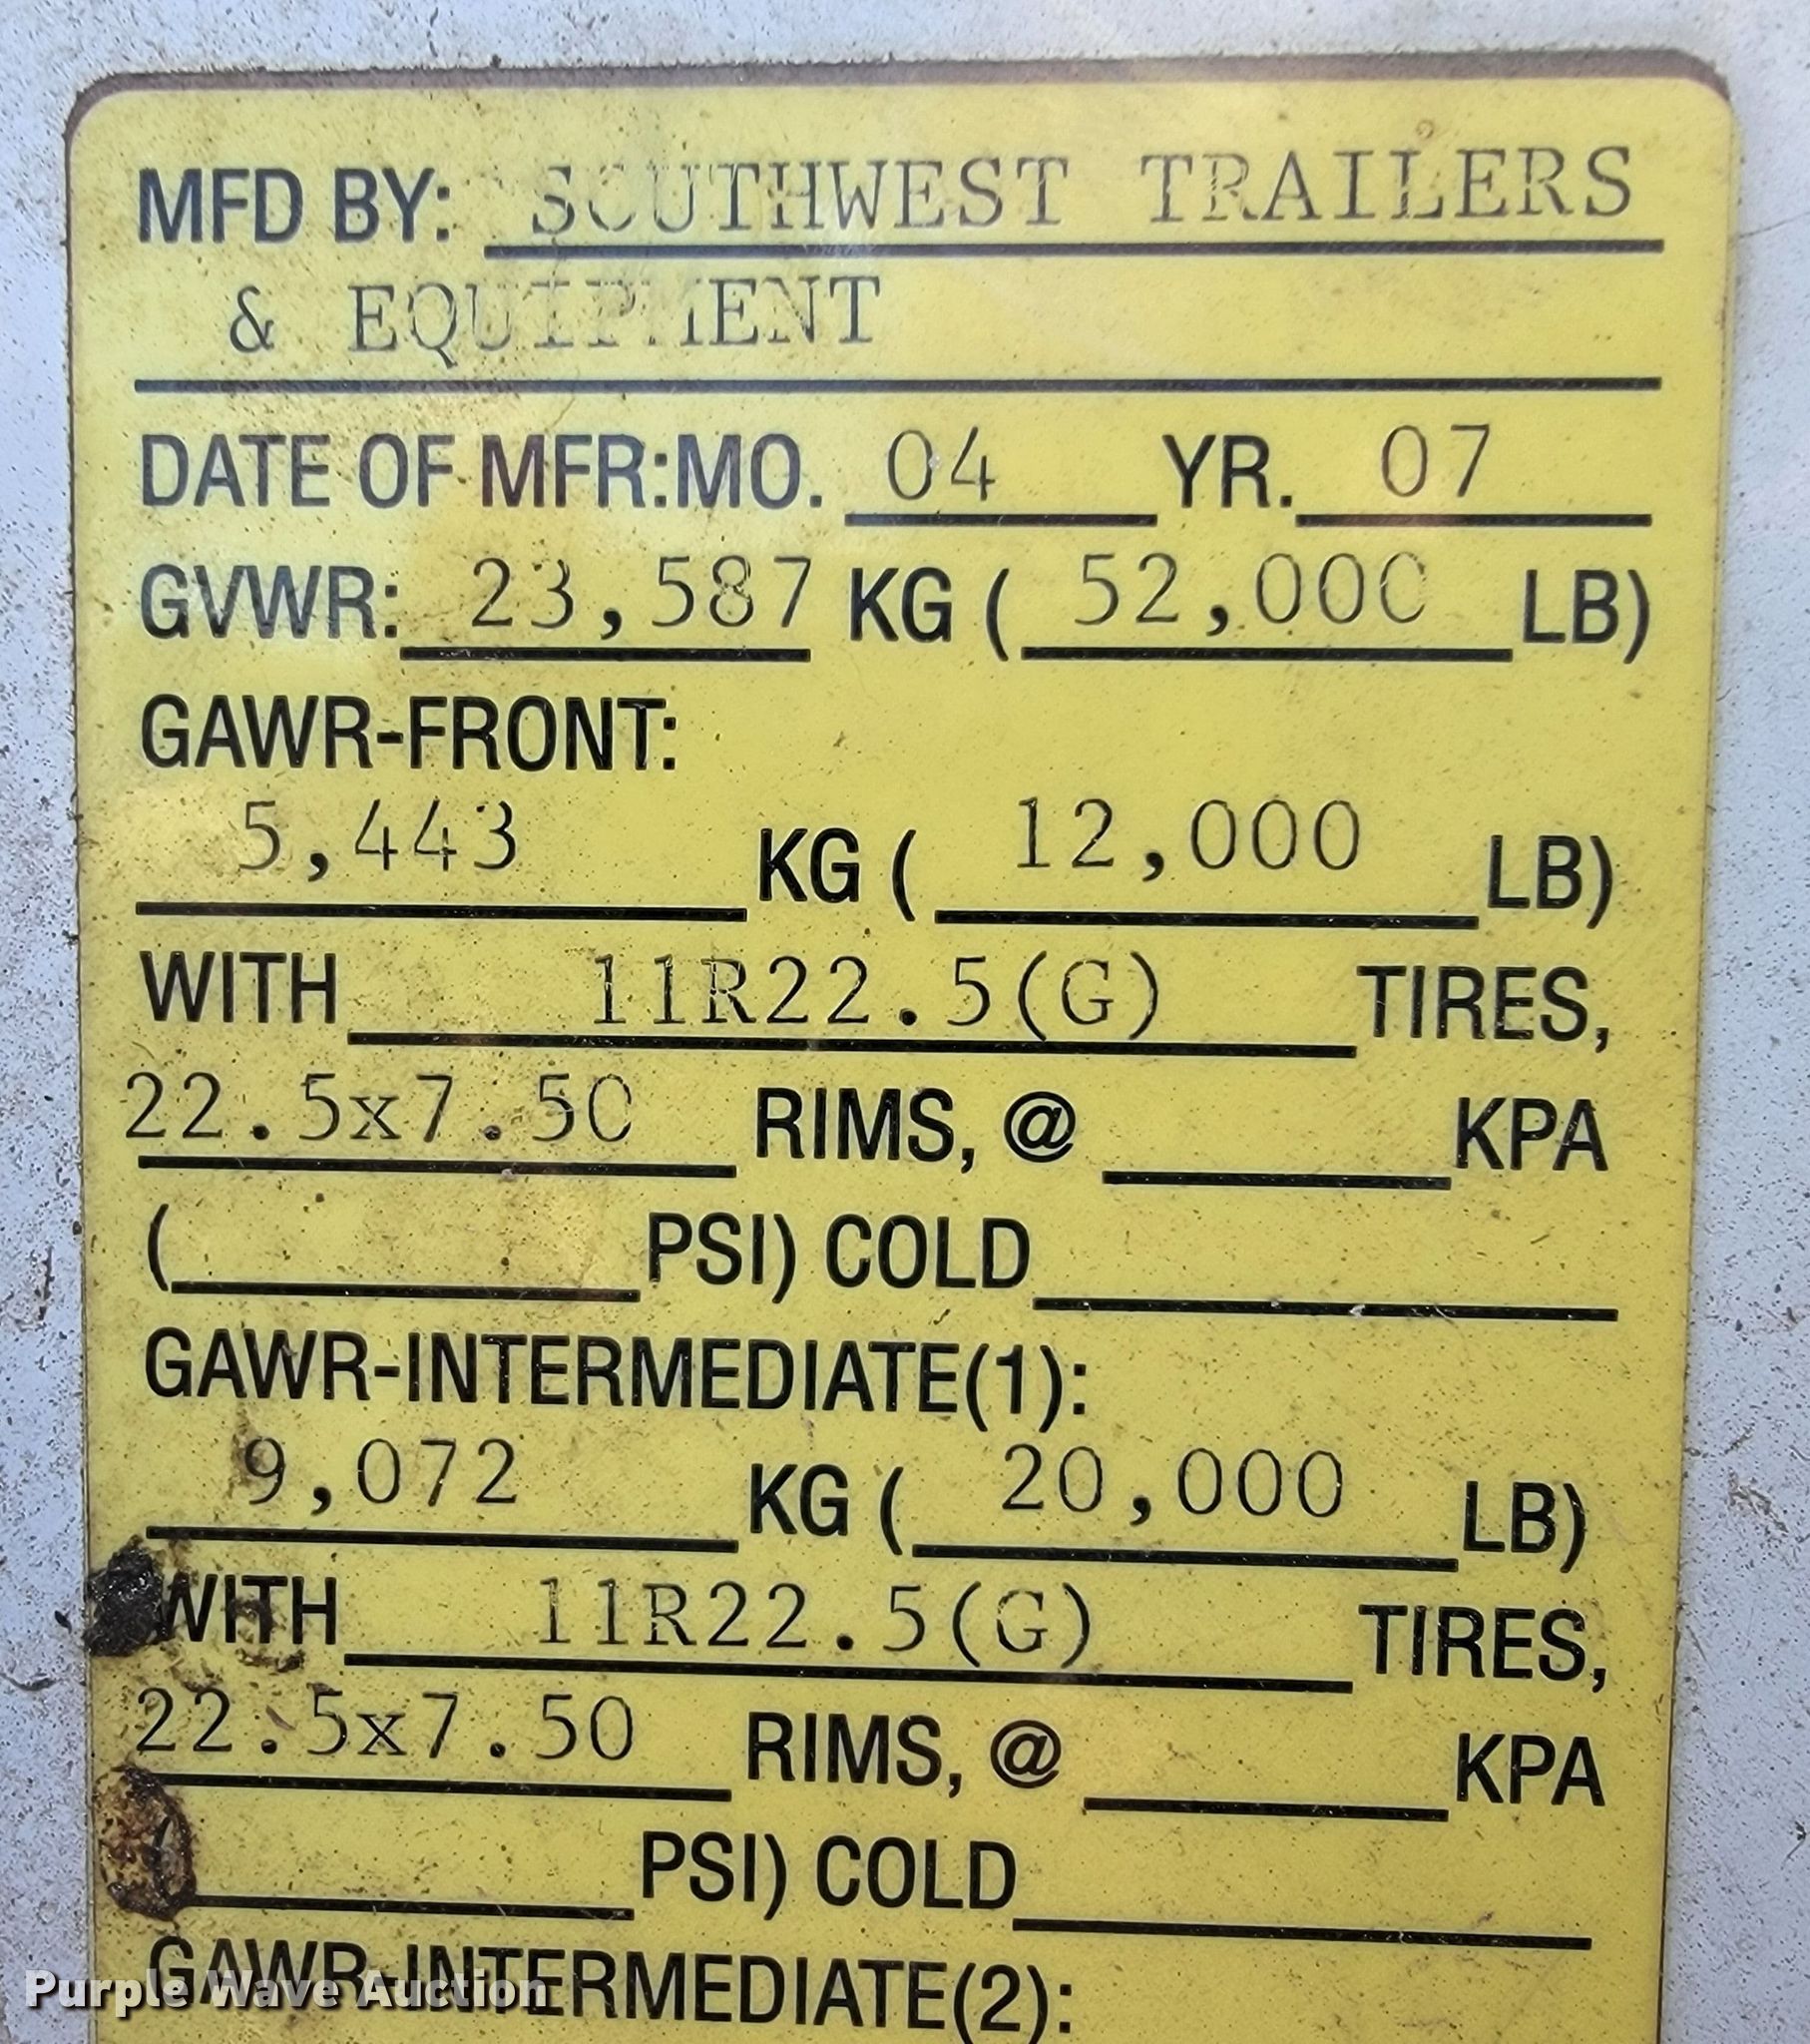 MFD BY: SOUTHWEST TRAILERS
& EQUIPMENT
DATE OF MFR:MO. 04 YR. 07
GVWR: 23,587 KG ( 52,000 LB)
GAWR-FRONT:
5,443 KG ( 12,000 LB)
WITH 11R22.5(G) TIRES,
22.5x7.50 RIMS, @ KPA
( PSI) COLD
GAWR-INTERMEDIATE(1):
9,072 KG ( 20,000 LB)
WITH 11R22.5(G) TIRES,
22.5x7.50 RIMS, @ KPA
PSI) COLD
GAWR-INTERMEDIATE(2):
Purple Wave Auction